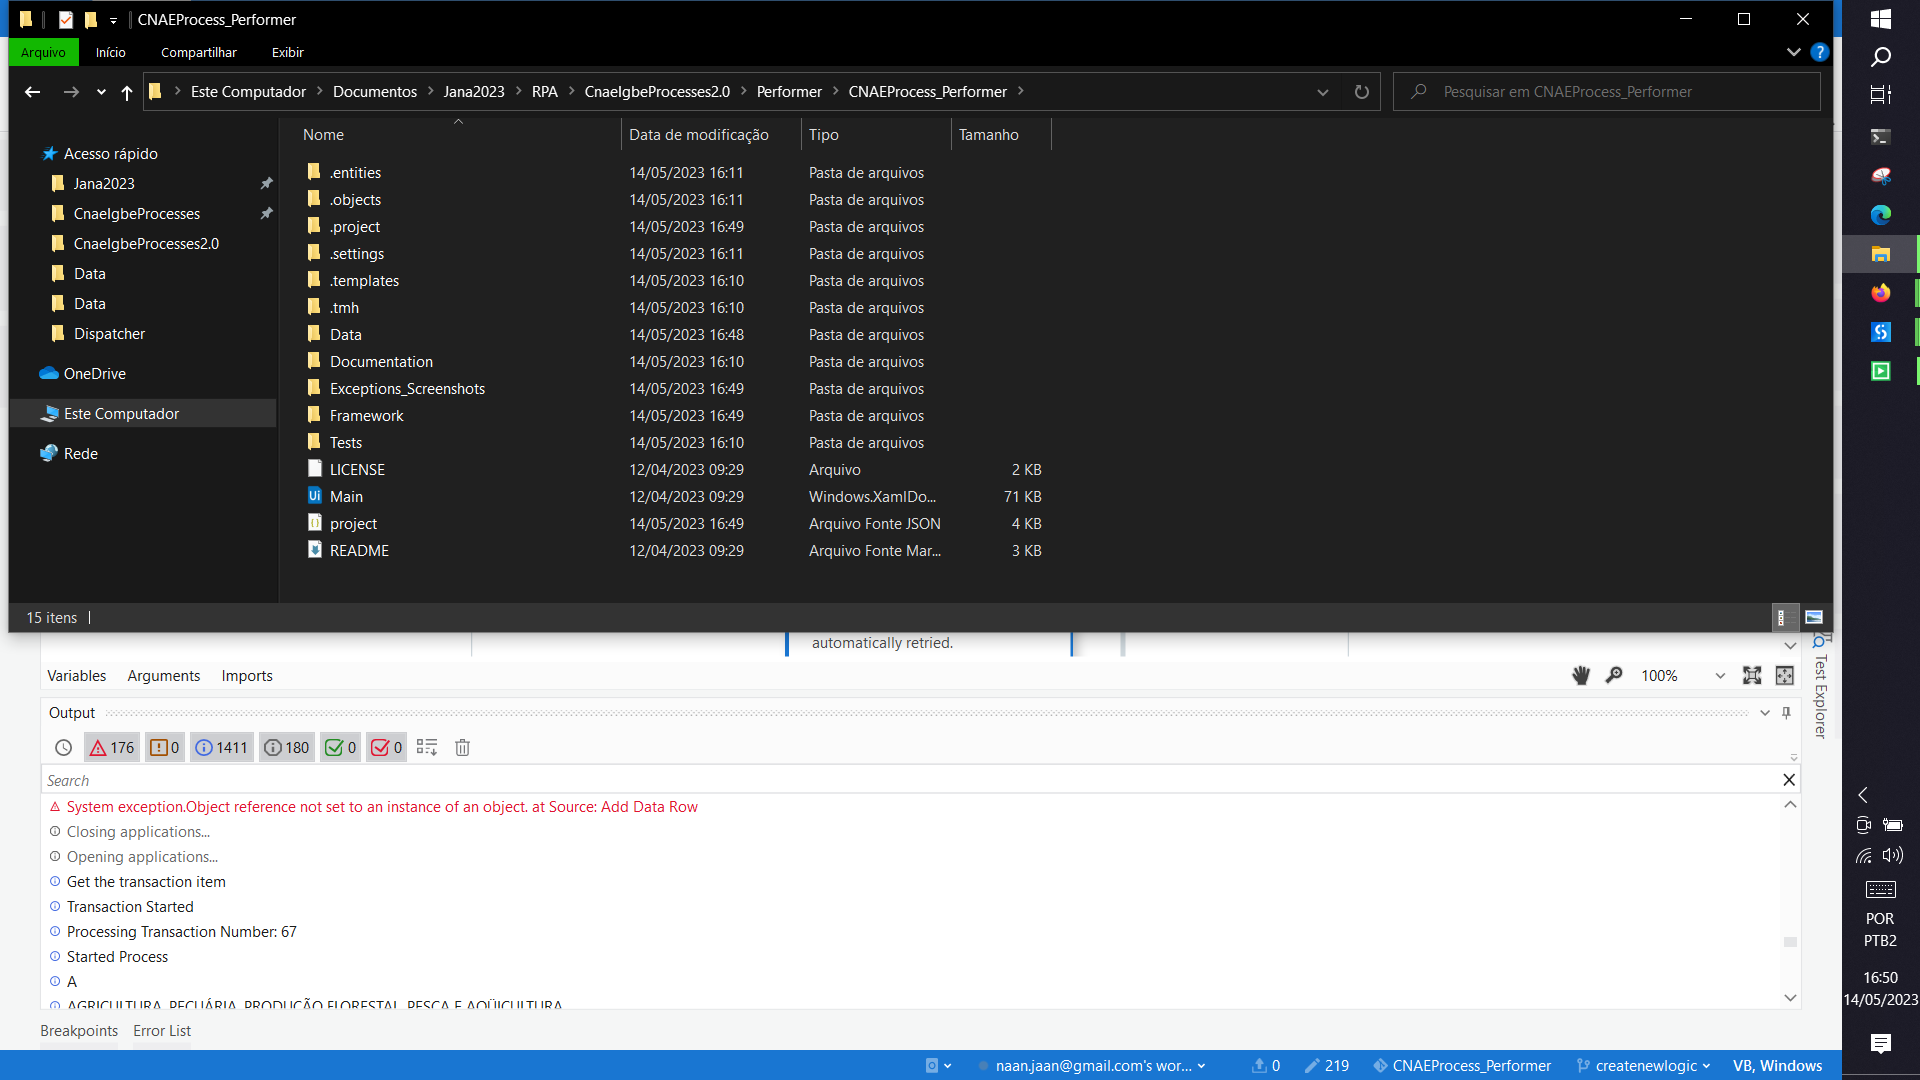 CNAEProcess_Performer
Arquivo Início Compartilhar Exibir
Este Computador Documentos Jana2023 RPA CnaeIgbeProcesses2.0 Performer CNAEProcess_Performer
Pesquisar em CNAEProcess_Performer
Acesso rápido
Jana2023
CnaeIgbeProcesses
CnaeIgbeProcesses2.0
Data
Data
Dispatcher
OneDrive
Este Computador
Rede
Nome Data de modificação Tipo Tamanho
.entities 14/05/2023 16:11 Pasta de arquivos
.objects 14/05/2023 16:11 Pasta de arquivos
.project 14/05/2023 16:49 Pasta de arquivos
.settings 14/05/2023 16:11 Pasta de arquivos
.templates 14/05/2023 16:10 Pasta de arquivos
.tmh 14/05/2023 16:10 Pasta de arquivos
Data 14/05/2023 16:48 Pasta de arquivos
Documentation 14/05/2023 16:10 Pasta de arquivos
Exceptions_Screenshots 14/05/2023 16:49 Pasta de arquivos
Framework 14/05/2023 16:49 Pasta de arquivos
Tests 14/05/2023 16:10 Pasta de arquivos
LICENSE 12/04/2023 09:29 Arquivo 2 KB
Main 12/04/2023 09:29 Windows.XamlDo... 71 KB
project 14/05/2023 16:49 Arquivo Fonte JSON 4 KB
README 12/04/2023 09:29 Arquivo Fonte Mar... 3 KB
15 itens
automatically retried.
Variables Arguments Imports
100%
Test Explorer
Output
176 0 1411 180 0 0
Search
System exception.Object reference not set to an instance of an object. at Source: Add Data Row
Closing applications...
Opening applications...
Get the transaction item
Transaction Started
Processing Transaction Number: 67
Started Process
A
AGRICULTURA, PECUÁRIA, PRODUÇÃO FLORESTAL, PESCA E AQÜICULTURA
Breakpoints Error List
naan.jaan@gmail.com's wor... 0 219 CNAEProcess_Performer createnewlogic VB, Windows
POR
PTB2
16:50
14/05/2023